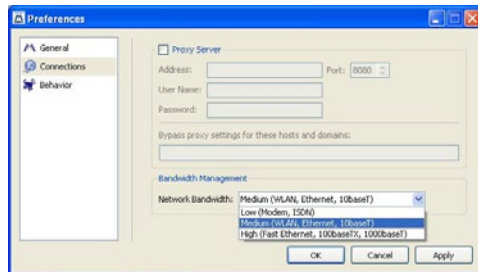 Preferences
General
Connections
Behavior
Proxy Server
Address:
Port: 8080
User Name:
Password:
Bypass proxy settings for these hosts and domains:
Bandwidth Management
Network Bandwidth: Medium (WLAN, Ethernet, 10baseT)
Low (Modem, ISDN)
Medium (WLAN, Ethernet, 10baseT)
High (Fast Ethernet, 100baseTX, 1000baseT)
OK Cancel Apply